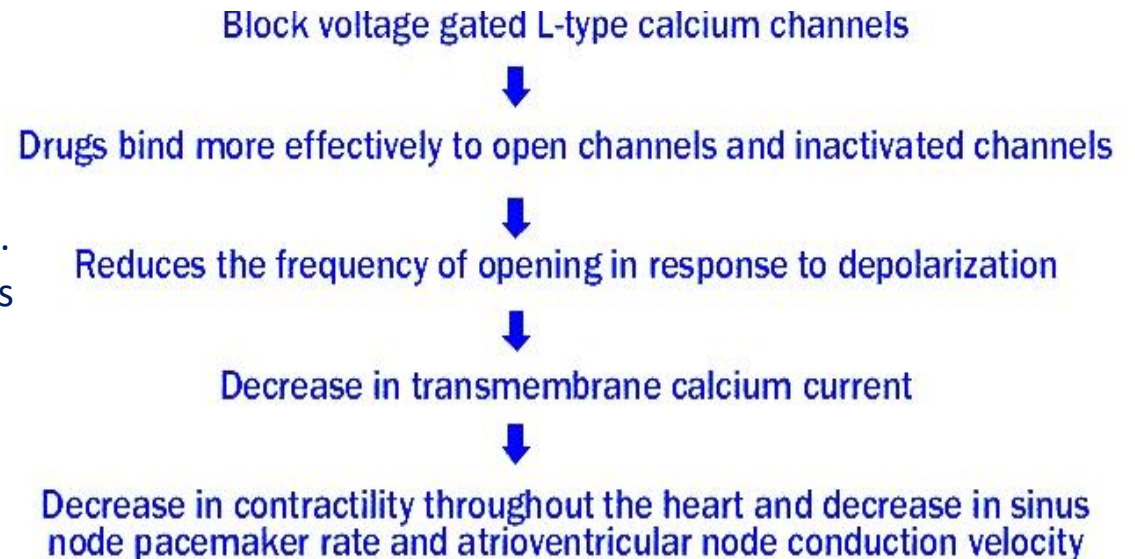 Block voltage gated L-type calcium channels
Drugs bind more effectively to open channels and inactivated channels
.
Reduces the frequency of opening in response to depolarization
s
Decrease in transmembrane calcium current
Decrease in contractility throughout the heart and decrease in sinus
node pacemaker rate and atrioventricular node conduction velocity